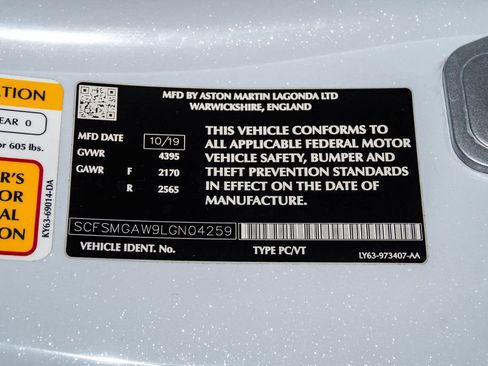 TION
EAR 0
or 605 lbs.
R'S
OR
AL
ION
KY63-69014-DA
MFD BY ASTON MARTIN LAGONDA LTD
WARWICKSHIRE, ENGLAND
MFD DATE 10/19
GVWR 4395
GAWR F 2170
R 2565
THIS VEHICLE CONFORMS TO
ALL APPLICABLE FEDERAL MOTOR
VEHICLE SAFETY, BUMPER AND
THEFT PREVENTION STANDARDS
IN EFFECT ON THE DATE OF
MANUFACTURE.
SCFSMGAW9LGN04259
VEHICLE IDENT. No. TYPE PC/VT
LY63-973407-AA